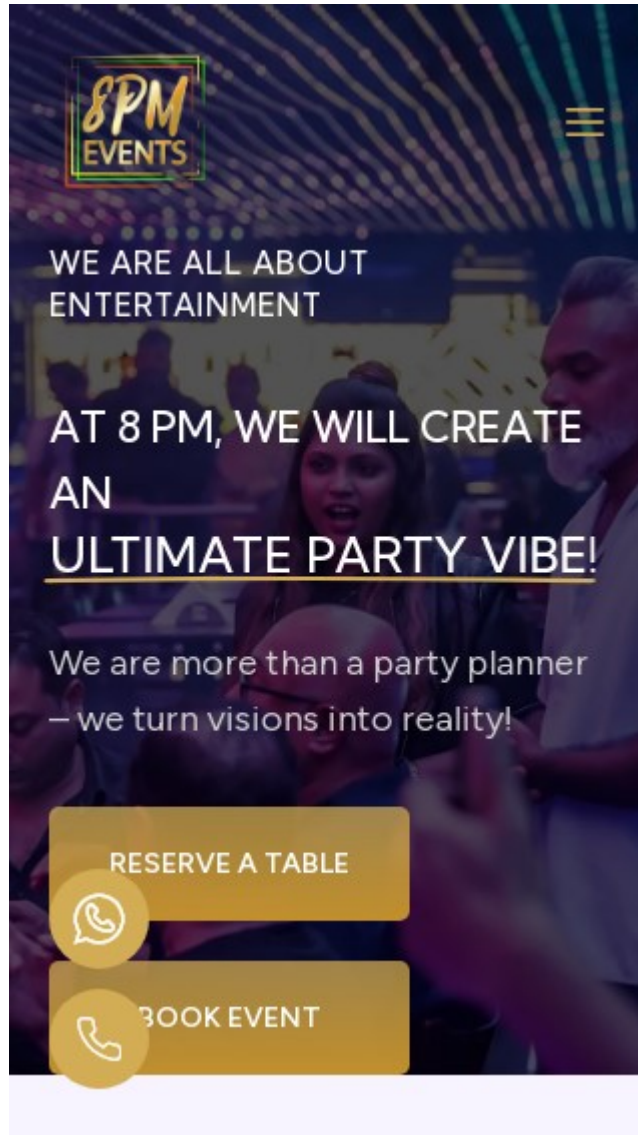 8PM
EVENTS
WE ARE ALL ABOUT
ENTERTAINMENT
AT 8 PM, WE WILL CREATE
AN
ULTIMATE PARTY VIBE!
We are more than a party planner
– we turn visions into reality!
RESERVE A TABLE
BOOK EVENT